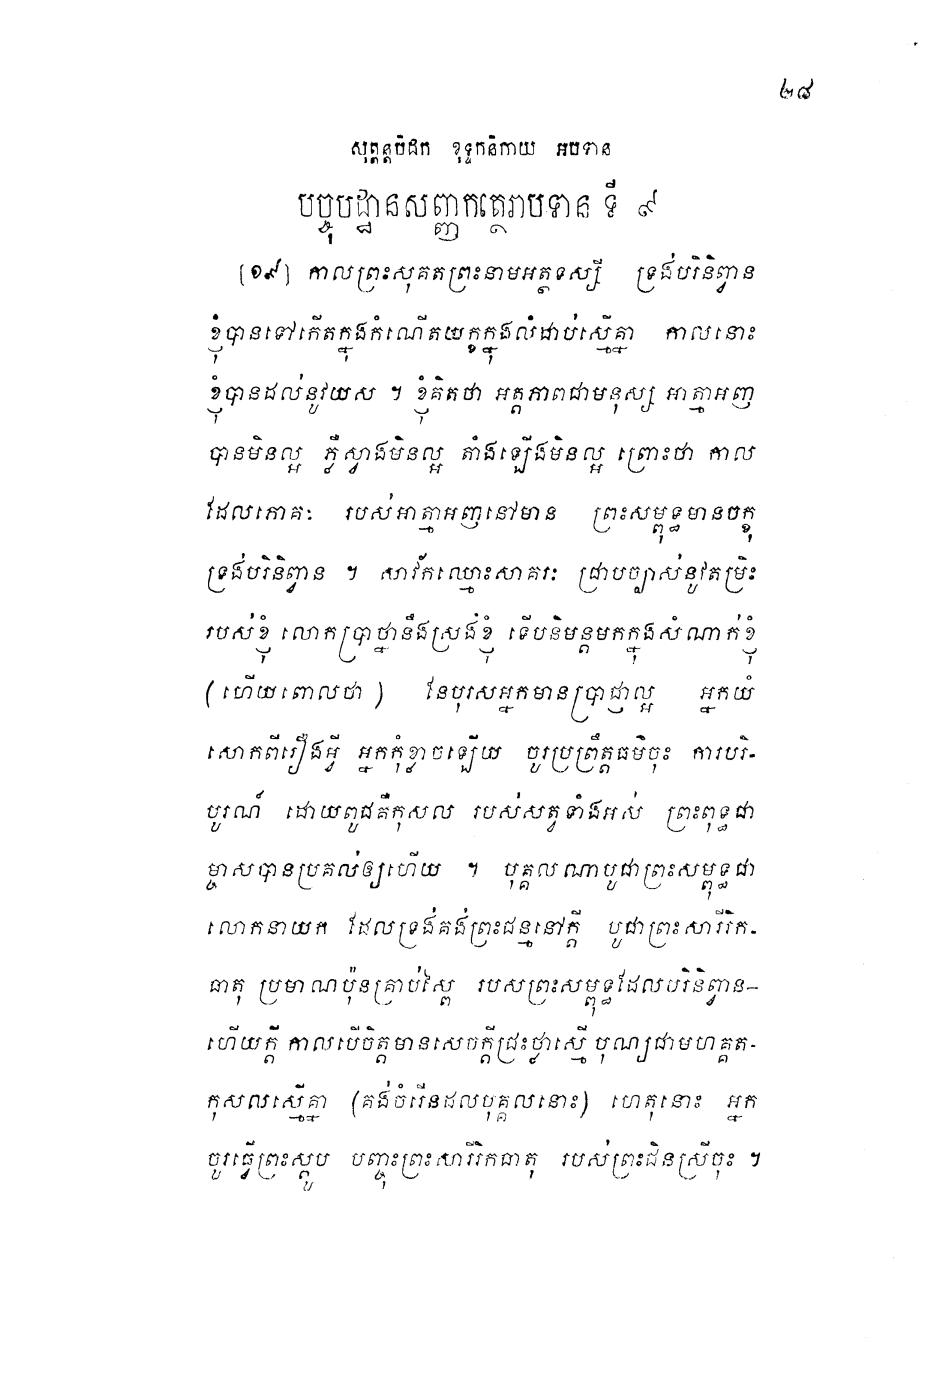 ២៨
សុត្តន្តបិដក ខុទ្ទកនិកាយ អបទាន
បច្ចុបដ្ឋានសញ្ញកត្ថេរាបទាន ទី ៩
[១៩] កាលព្រះសុគតព្រះនាមអត្ថទស្សី ទ្រង់បរិនិព្វាន
ខ្ញុំបានទៅកើតក្នុងកំណើតយក្ខក្នុងលំដាប់ស្មើគ្នា កាលនោះ
ខ្ញុំបានដល់នូវយស ។ ខ្ញុំគិតថា អត្តភាពជាមនុស្ស អាត្មាអញ
បានមិនល្អ ភ្លឺស្វាងមិនល្អ តាំងឡើងមិនល្អ ព្រោះថា កាល
ដែលភោគៈ របស់អាត្មាអញនៅមាន ព្រះសម្ពុទ្ធមានចក្ខុ
ទ្រង់បរិនិព្វាន ។ សាវ័កឈ្មោះសាគរៈ ជ្រាបច្បាស់នូវតម្រិះ
របស់ខ្ញុំ លោកប្រាថ្នានឹងស្រង់ខ្ញុំ ទើបនិមន្តមកក្នុងសំណាក់ខ្ញុំ
(ហើយពោលថា) នែបុរសអ្នកមានប្រាជ្ញាល្អ អ្នកយំ
សោកពីរឿងអ្វី អ្នកកុំខ្លាចឡើយ ចូរប្រព្រឹត្តធម៌ចុះ ការបរិ-
បូរណ៍ ដោយពូជគឺកុសល របស់សត្វទាំងអស់ ព្រះពុទ្ធជា
ម្ចាសបានប្រគល់ឲ្យហើយ ។ បុគ្គលណាបូជាព្រះសម្ពុទ្ធជា
លោកនាយក ដែលទ្រង់គង់ព្រះជន្មនៅក្តី បូជាព្រះសារីរិក-
ធាតុ ប្រមាណប៉ុនគ្រាប់ស្ពៃ របសព្រះសម្ពុទ្ធដែលបរិនិព្វាន-
ហើយក្តី កាលបើចិត្តមានសេចក្តីជ្រះថ្លាស្មើ បុណ្យជាមហគ្គត-
កុសលស្មើគ្នា (គង់ចំរើនដលបុគ្គលនោះ) ហេតុនោះ អ្នក
ចូរធ្វើព្រះស្តូប បញ្ចុះព្រះសារីរិកធាតុ របស់ព្រះជិនស្រីចុះ ។